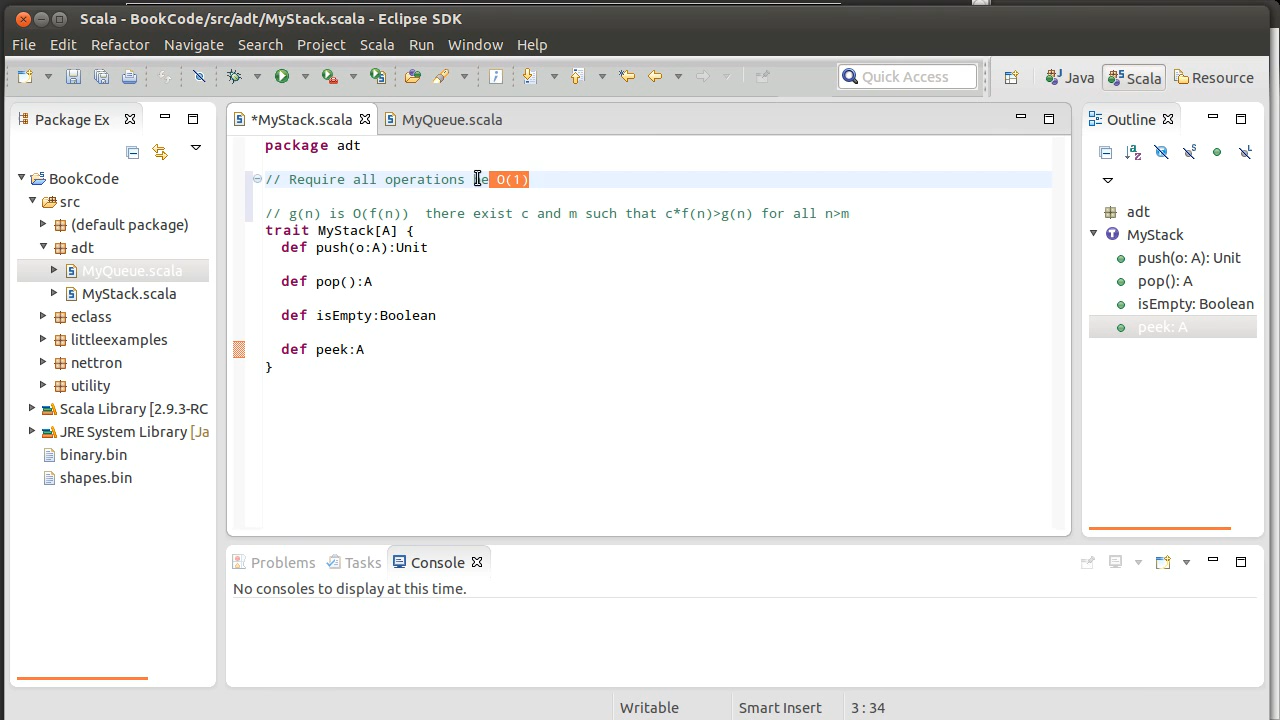 Scala - BookCode/src/adt/MyStack.scala - Eclipse SDK
File Edit Refactor Navigate Search Project Scala Run Window Help
Quick Access
Java Scala Resource
Package Ex
BookCode
src
(default package)
adt
MyQueue.scala
MyStack.scala
eclass
littleexamples
nettron
utility
Scala Library [2.9.3-RC
JRE System Library [Ja
binary.bin
shapes.bin
*MyStack.scala MyQueue.scala
package adt
// Require all operations be O(1)
// g(n) is O(f(n))  there exist c and m such that c*f(n)>g(n) for all n>m
trait MyStack[A] {
def push(o:A):Unit
def pop():A
def isEmpty:Boolean
def peek:A
}
Outline
adt
MyStack
push(o: A): Unit
pop(): A
isEmpty: Boolean
peek: A
Problems Tasks Console
No consoles to display at this time.
Writable Smart Insert 3 : 34